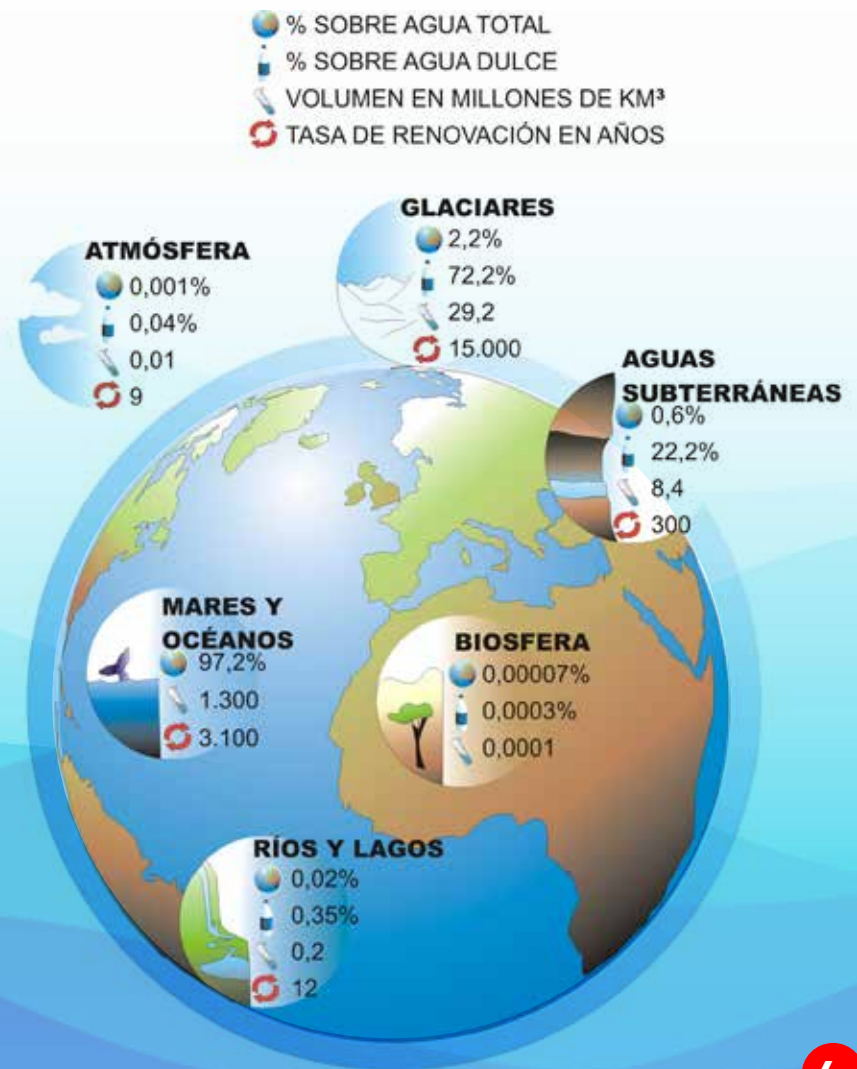 % SOBRE AGUA TOTAL
% SOBRE AGUA DULCE
VOLUMEN EN MILLONES DE KM³
TASA DE RENOVACIÓN EN AÑOS
GLACIARES
2,2%
72,2%
29,2
15.000
ATMÓSFERA
0,001%
0,04%
0,01
9
AGUAS
SUBTERRÁNEAS
0,6%
22,2%
8,4
300
MARES Y
OCÉANOS
97,2%
1.300
3.100
BIOSFERA
0,00007%
0,0003%
0,0001
RÍOS Y LAGOS
0,02%
0,35%
0,2
12